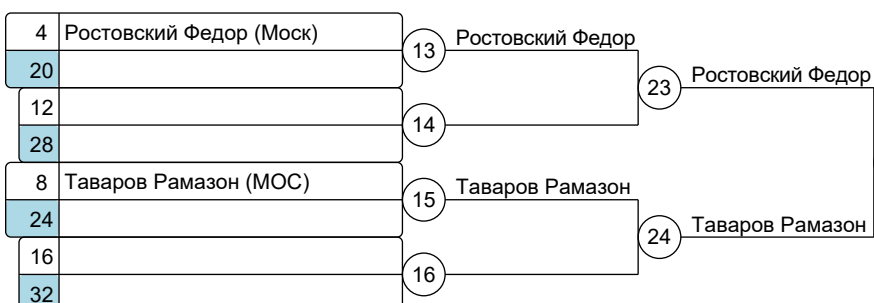 4 Ростовский Федор (Моск)
13 Ростовский Федор
20
23 Ростовский Федор
12
14
28
8 Таваров Рамазон (МОС)
15 Таваров Рамазон
24
24 Таваров Рамазон
16
16
32